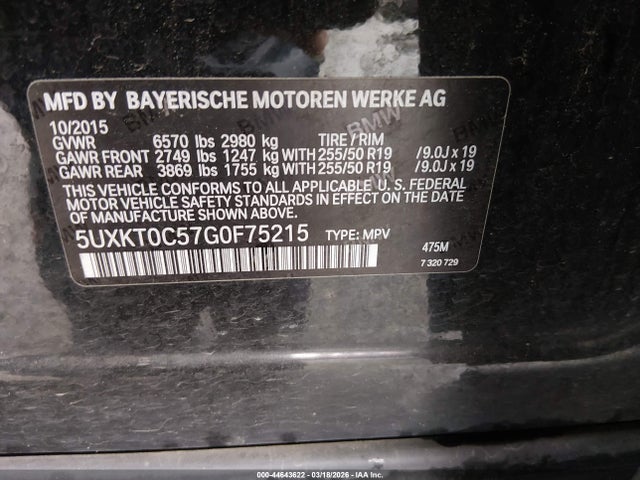 MFD BY BAYERISCHE MOTOREN WERKE AG
10/2015
GVWR 6570 lbs 2980 kg TIRE / RIM
GAWR FRONT 2749 lbs 1247 kg WITH 255/50 R19 /9.0J x 19
GAWR REAR 3869 lbs 1755 kg WITH 255/50 R19 /9.0J x 19
THIS VEHICLE CONFORMS TO ALL APPLICABLE U. S. FEDERAL
MOTOR VEHICLE SAFETY STANDARDS IN EFFECT ON THE DATE
OF MANUFACTURE SHOWN ABOVE.
5UXKT0C57G0F75215 TYPE: MPV 475M
7 320 729
000-44643622 | 03/18/2026 | IAA Inc.